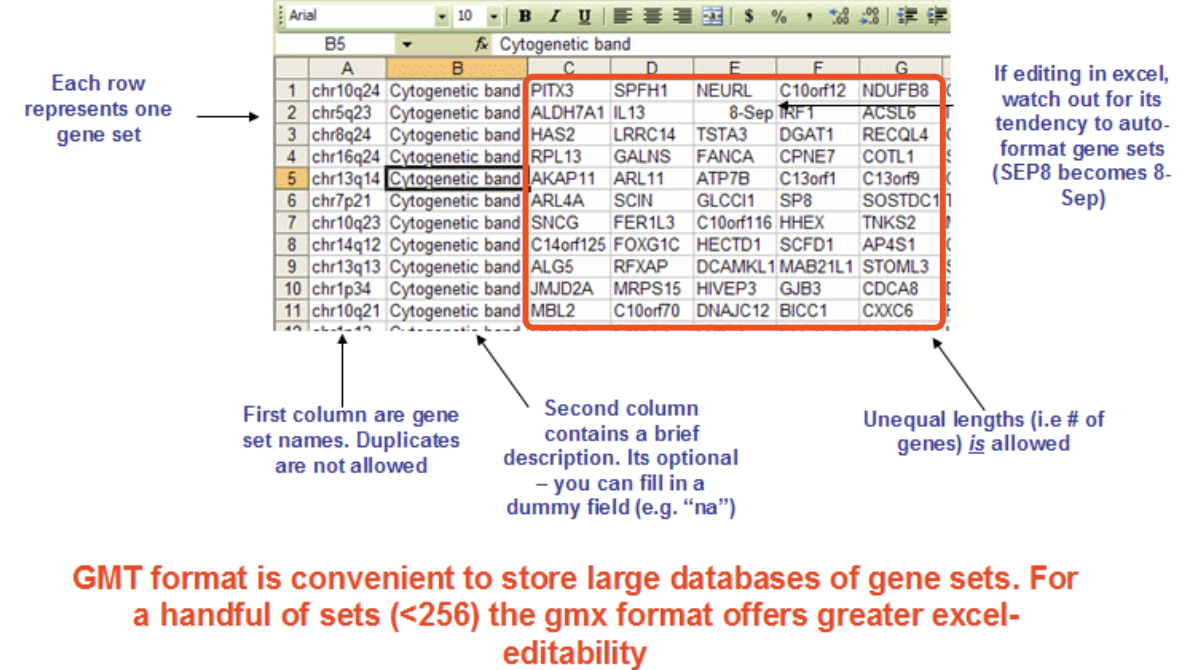 Arial 10 B I U $ % ,
B5 fx Cytogenetic band
A B C D E F G
1 chr10q24 Cytogenetic band PITX3 SPFH1 NEURL C10orf12 NDUFB8
2 chr5q23 Cytogenetic band ALDH7A1 IL13 8-Sep IRF1 ACSL6
3 chr8q24 Cytogenetic band HAS2 LRRC14 TSTA3 DGAT1 RECQL4
4 chr16q24 Cytogenetic band RPL13 GALNS FANCA CPNE7 COTL1
5 chr13q14 Cytogenetic band AKAP11 ARL11 ATP7B C13orf1 C13orf9
6 chr7p21 Cytogenetic band ARL4A SCIN GLCCI1 SP8 SOSTDC1
7 chr10q23 Cytogenetic band SNCG FER1L3 C10orf116 HHEX TNKS2
8 chr14q12 Cytogenetic band C14orf125 FOXG1C HECTD1 SCFD1 AP4S1
9 chr13q13 Cytogenetic band ALG5 RFXAP DCAMKL1 MAB21L1 STOML3
10 chr1p34 Cytogenetic band JMJD2A MRPS15 HIVEP3 GJB3 CDCA8
11 chr10q21 Cytogenetic band MBL2 C10orf70 DNAJC12 BICC1 CXXC6
Each row
represents one
gene set
If editing in excel,
watch out for its
tendency to auto-
format gene sets
(SEP8 becomes 8-
Sep)
First column are gene
set names. Duplicates
are not allowed
Second column
contains a brief
description. Its optional
– you can fill in a
dummy field (e.g. “na”)
Unequal lengths (i.e # of
genes) is allowed
GMT format is convenient to store large databases of gene sets. For
a handful of sets (<256) the gmx format offers greater excel-
editability